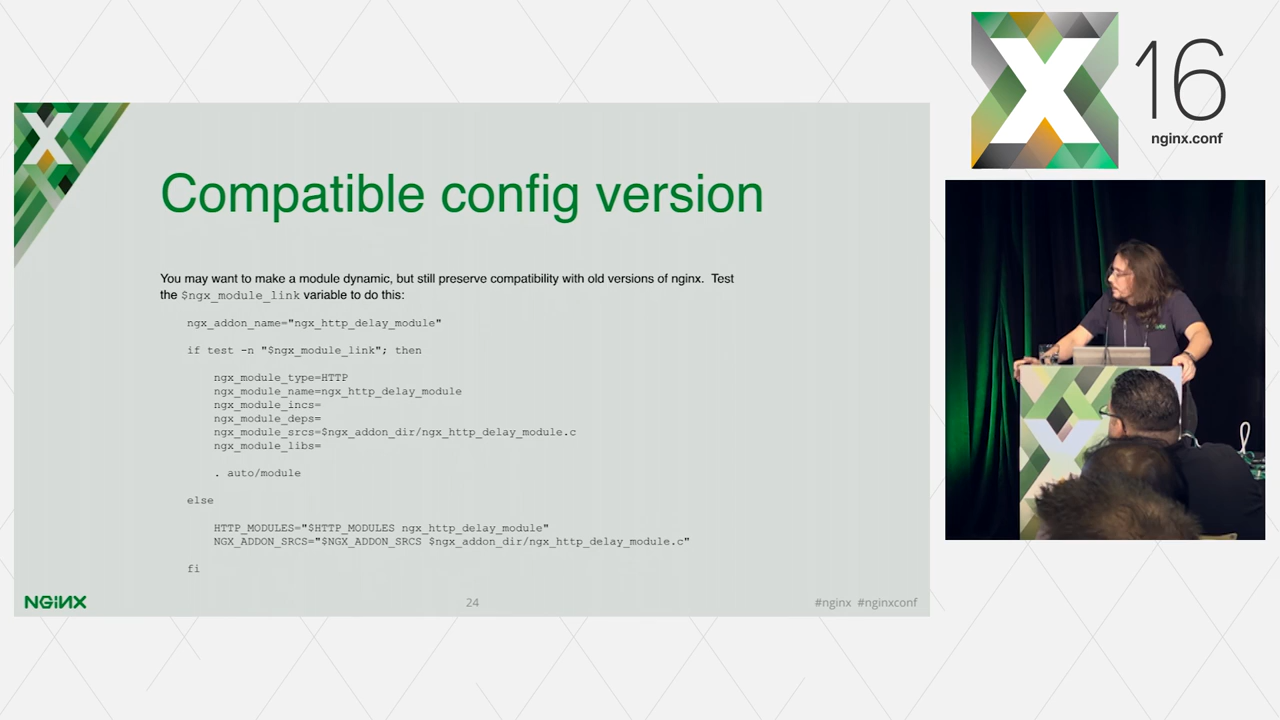 Compatible config version
You may want to make a module dynamic, but still preserve compatibility with old versions of nginx.  Test
the $ngx_module_link variable to do this:
ngx_addon_name="ngx_http_delay_module"
if test -n "$ngx_module_link"; then
ngx_module_type=HTTP
ngx_module_name=ngx_http_delay_module
ngx_module_incs=
ngx_module_deps=
ngx_module_srcs=$ngx_addon_dir/ngx_http_delay_module.c
ngx_module_libs=
. auto/module
else
HTTP_MODULES="$HTTP_MODULES ngx_http_delay_module"
NGX_ADDON_SRCS="$NGX_ADDON_SRCS $ngx_addon_dir/ngx_http_delay_module.c"
fi
NGiNX
24
#nginx #nginxconf
X
X
16
nginx.conf